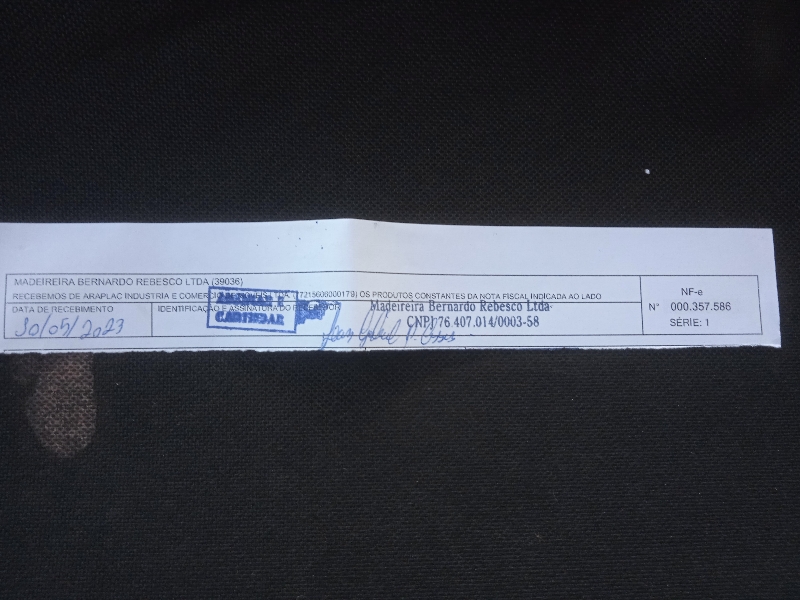 MADEIREIRA BERNARDO REBESCO LTDA (39036)
RECEBEMOS DE ARAPLAC INDUSTRIA E COMERCIO OS PRODUTOS CONSTANTES DA NOTA FISCAL INDICADA AO LADO
DATA DE RECEBIMENTO
30/05/2023
IDENTIFICAÇÃO E ASSINATURA DO RECEBEDOR
CARIMBAR
Madeireira Bernardo Rebesco Ltda
CNPJ 76 407.014/0003-58
NF-e
N° 000.357.586
SÉRIE: 1